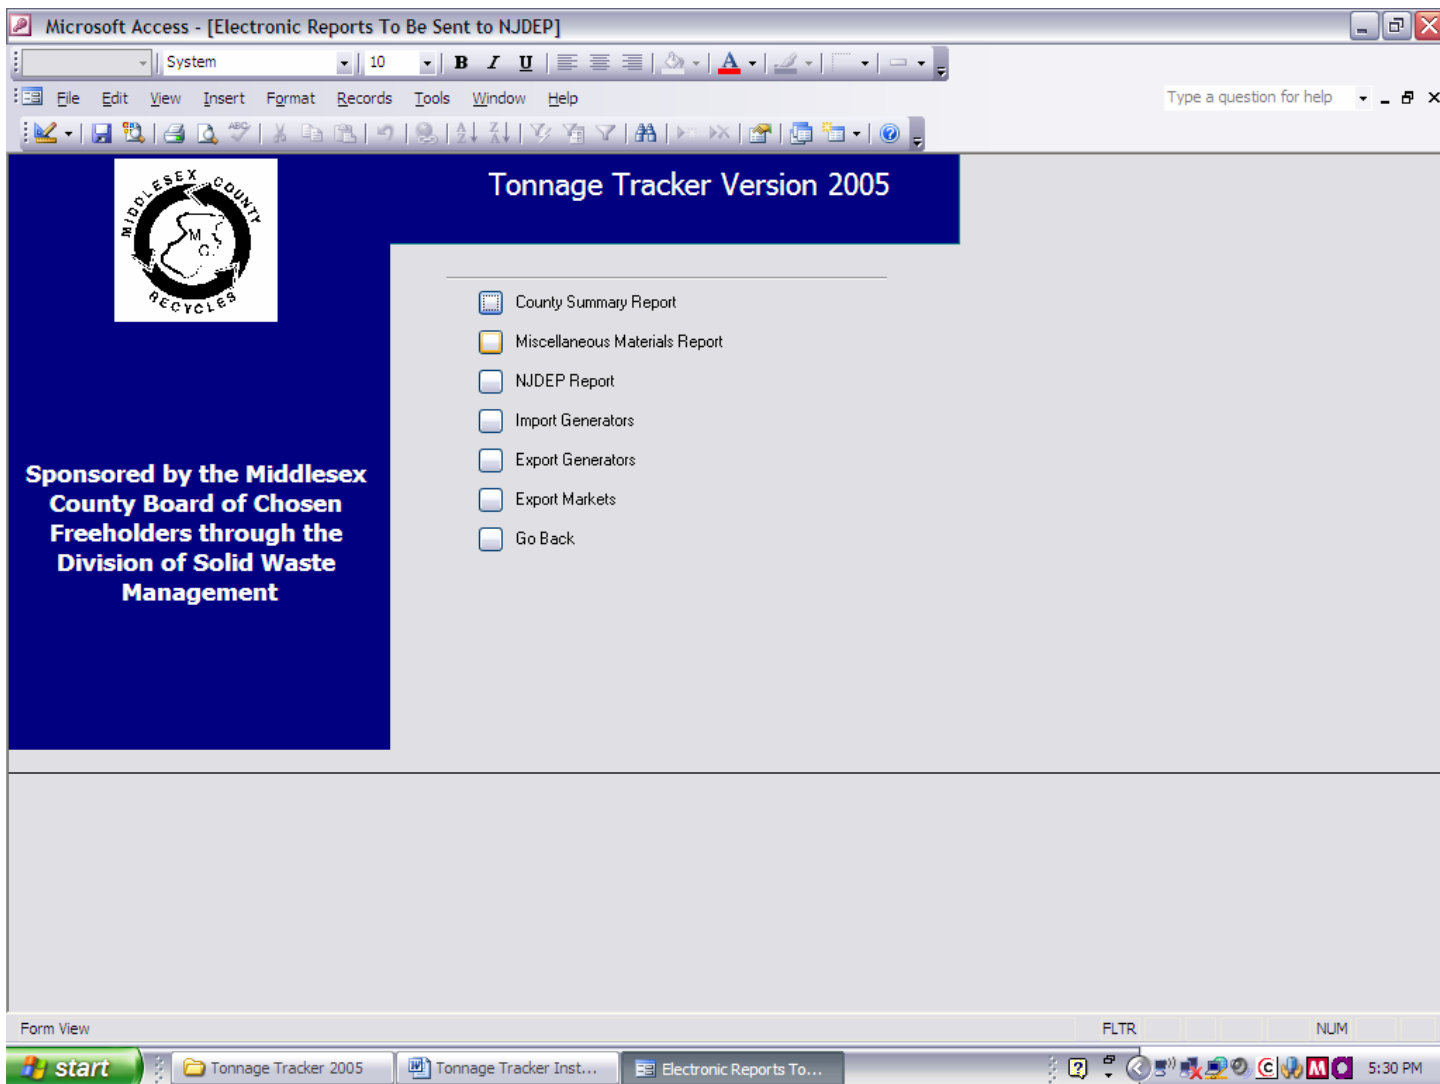 Microsoft Access - [Electronic Reports To Be Sent to NJDEP]
System 10 B I U A
File Edit View Insert Format Records Tools Window Help Type a question for help
MIDDLESEX COUNTY
M
C.
RECYCLES
Tonnage Tracker Version 2005
County Summary Report
Miscellaneous Materials Report
NJDEP Report
Import Generators
Export Generators
Export Markets
Go Back
Sponsored by the Middlesex
County Board of Chosen
Freeholders through the
Division of Solid Waste
Management
Form View FLTR NUM
start Tonnage Tracker 2005 Tonnage Tracker Inst... Electronic Reports To... 5:30 PM